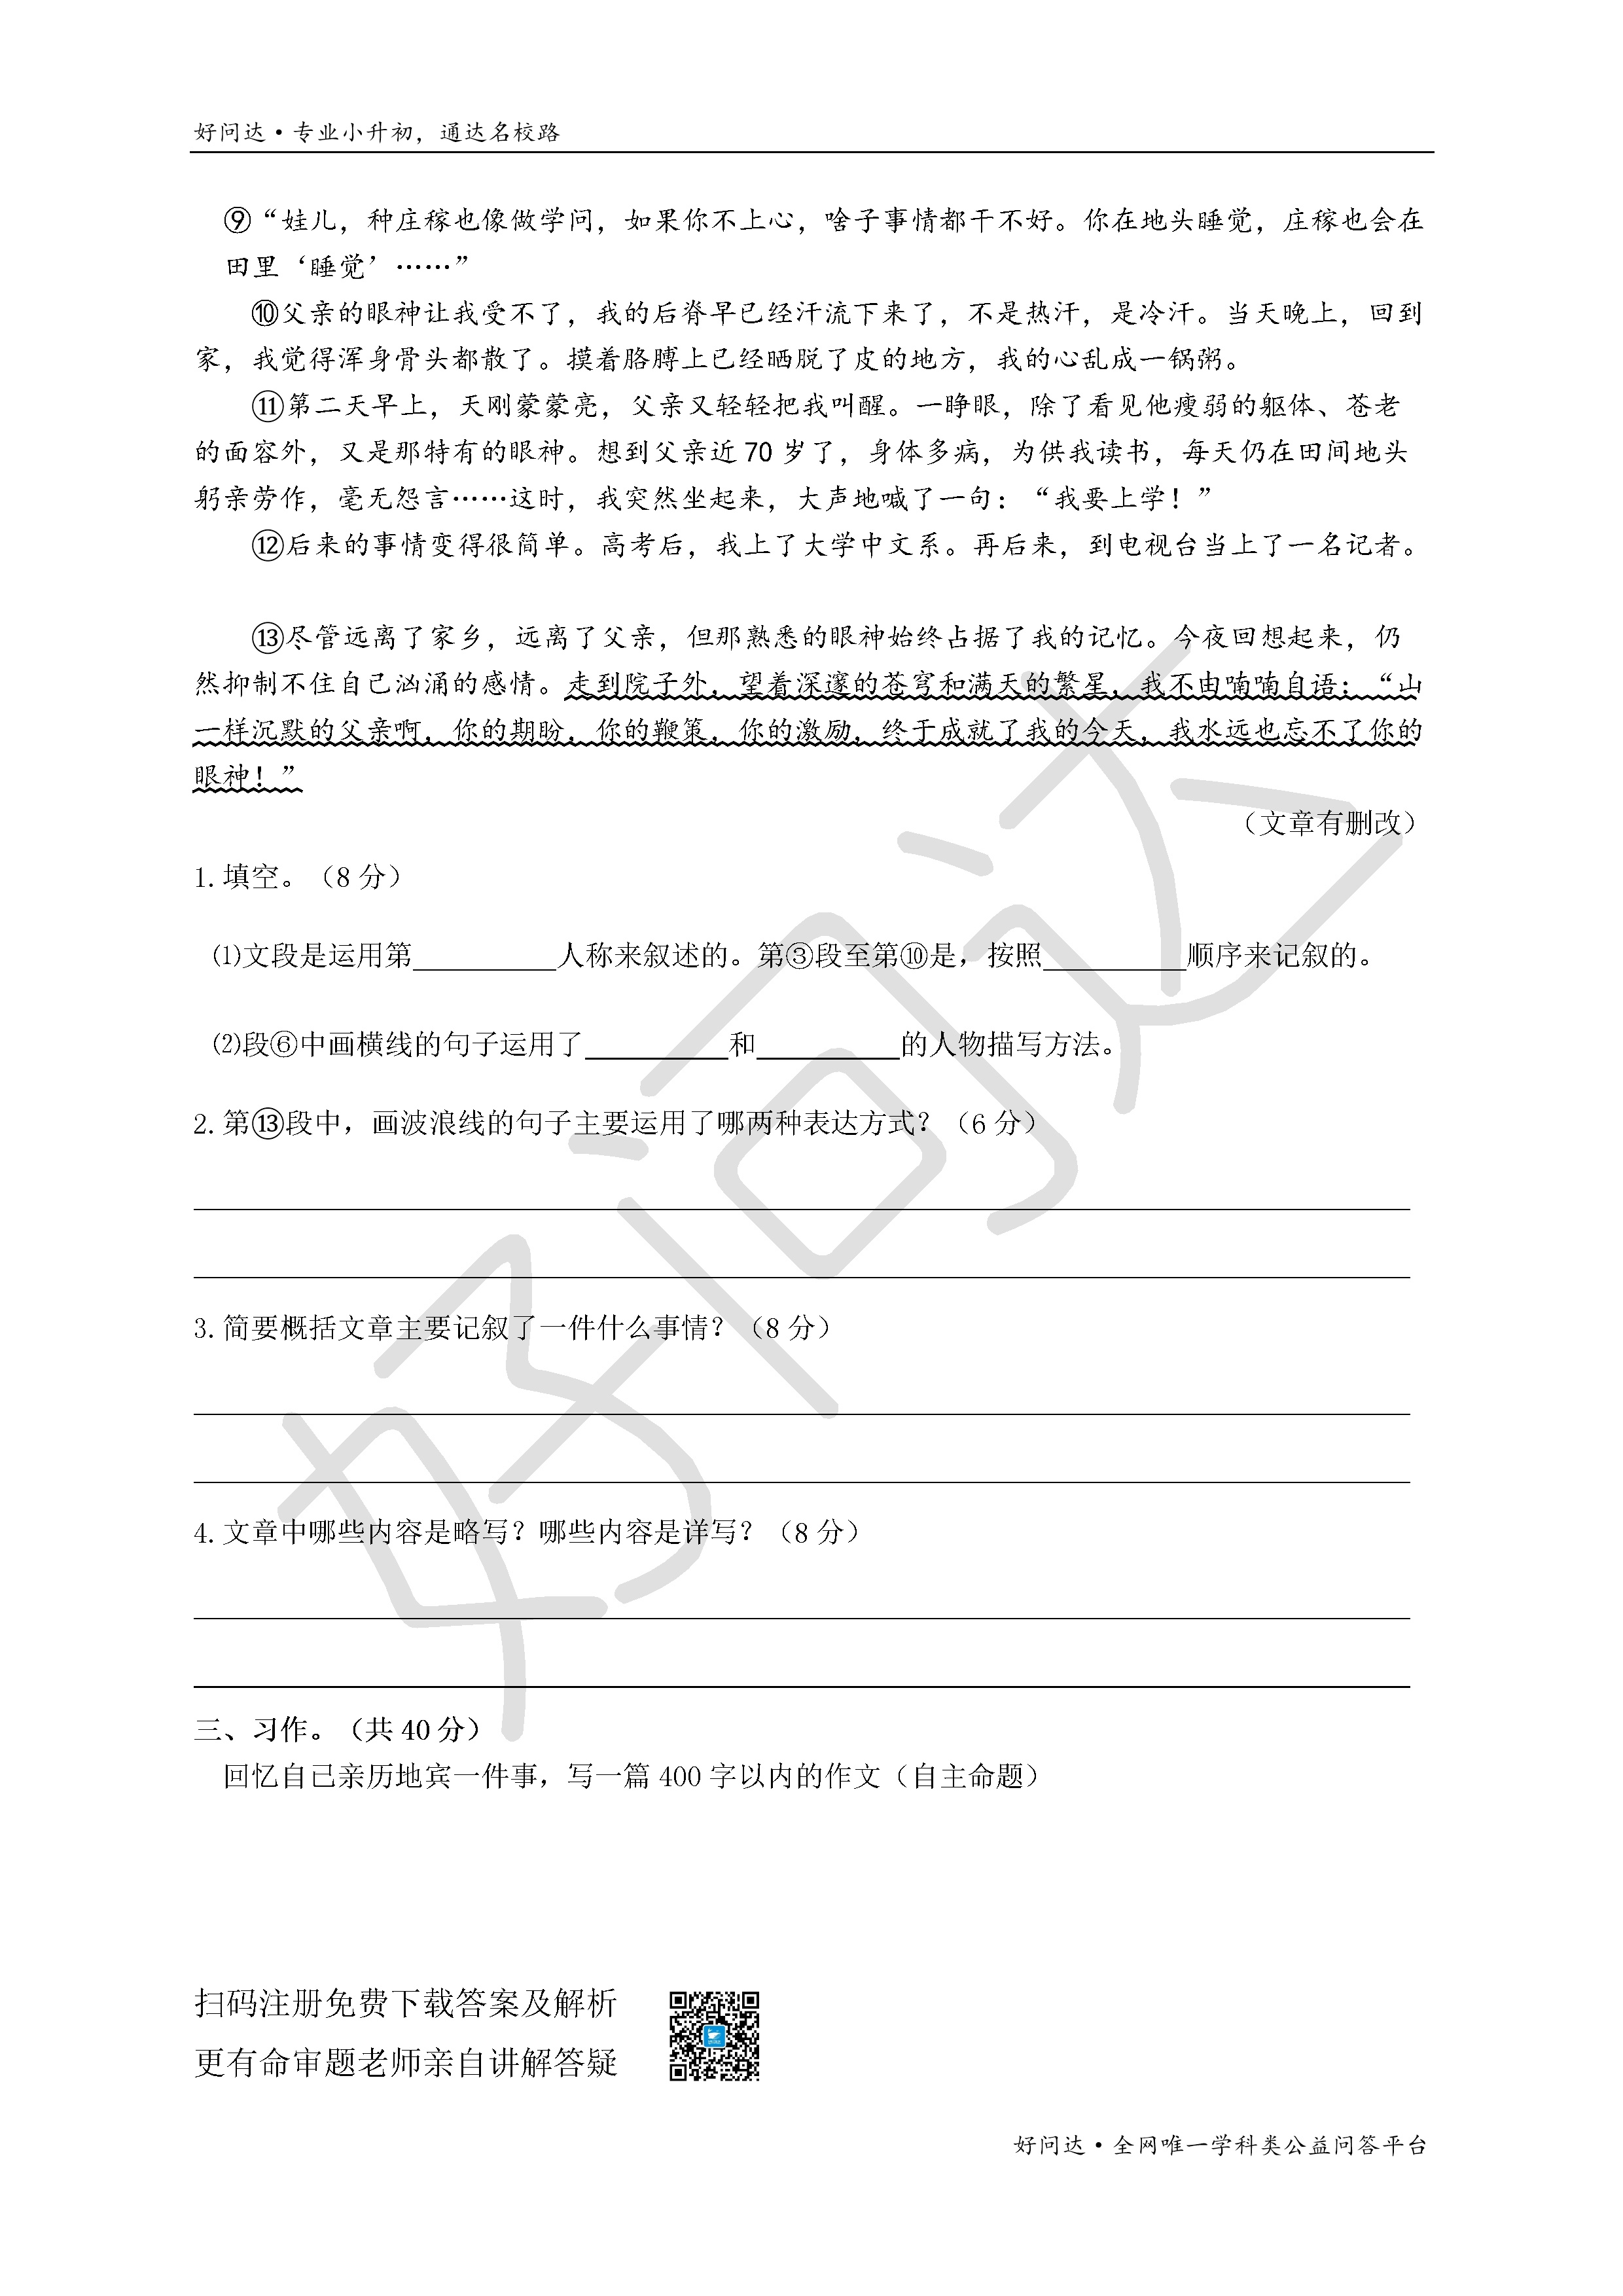 好问达·专业小升初，通达名校路
⑨“娃儿，种庄稼也像做学问，如果你不上心，啥子事情都干不好。你在地头睡觉，庄稼也会在
田里‘睡觉’……”
⑩父亲的眼神让我受不了，我的后脊早已经汗流下来了，不是热汗，是冷汗。当天晚上，回到
家，我觉得浑身骨头都散了。摸着胳膊上已经晒脱了皮的地方，我的心乱成一锅粥。
⑪第二天早上，天刚蒙蒙亮，父亲又轻轻把我叫醒。一睁眼，除了看见他瘦弱的躯体、苍老
的面容外，又是那特有的眼神。想到父亲近70岁了，身体多病，为供我读书，每天仍在田间地头
躬亲劳作，毫无怨言……这时，我突然坐起来，大声地喊了一句：“我要上学！”
⑫后来的事情变得很简单。高考后，我上了大学中文系。再后来，到电视台当上了一名记者。
⑬尽管远离了家乡，远离了父亲，但那熟悉的眼神始终占据了我的记忆。今夜回想起来，仍
然抑制不住自己汹涌的感情。走到院子外，望着深邃的苍穹和满天的繁星，我不由喃喃自语：“山
一样沉默的父亲啊，你的期盼，你的鞭策，你的激励，终于成就了我的今天，我水远也忘不了你的
眼神！”
（文章有删改）
1.填空。（8分）
⑴文段是运用第__________人称来叙述的。第③段至第⑩是，按照__________顺序来记叙的。
⑵段⑥中画横线的句子运用了__________和__________的人物描写方法。
2.第⑬段中，画波浪线的句子主要运用了哪两种表达方式？（6分）
3.简要概括文章主要记叙了一件什么事情？（8分）
4.文章中哪些内容是略写？哪些内容是详写？（8分）
三、习作。（共40分）
回忆自己亲历地宾一件事，写一篇400字以内的作文（自主命题）
扫码注册免费下载答案及解析
更有命审题老师亲自讲解答疑
好问达·全网唯一学科类公益问答平台
好问达